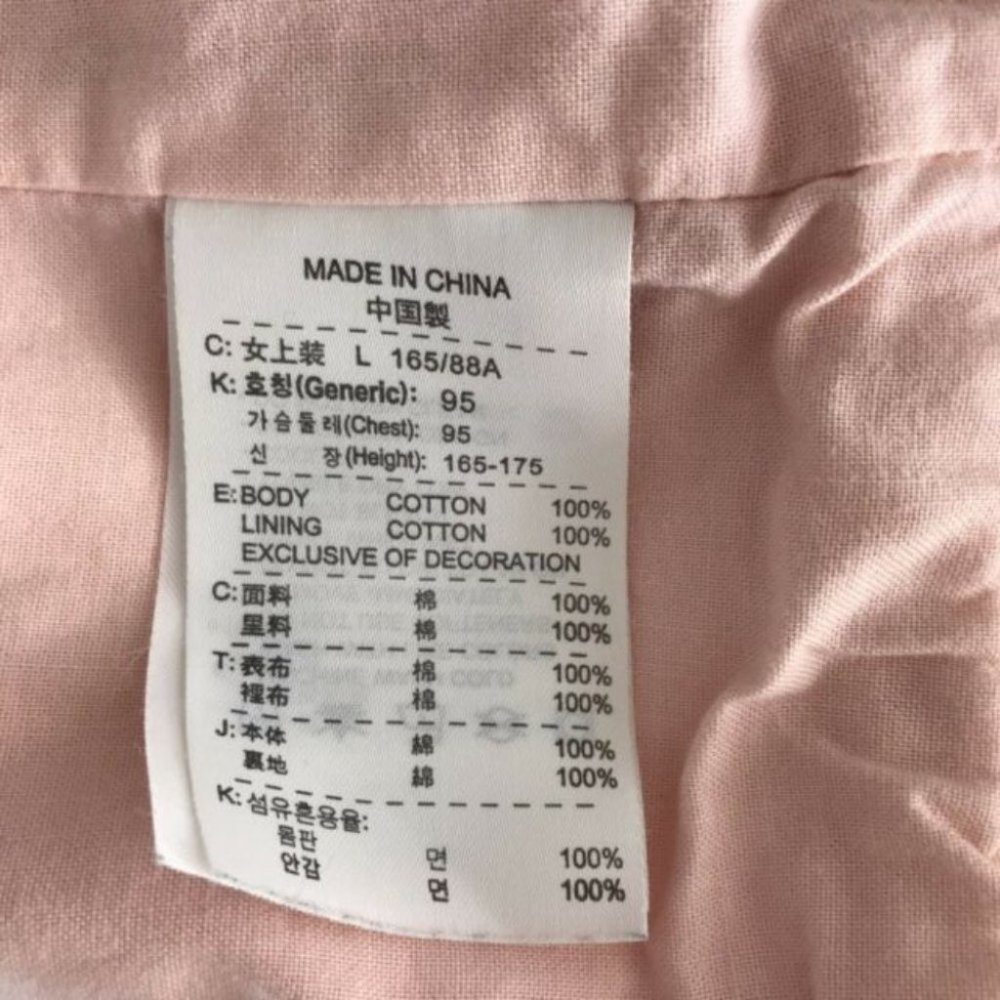 MADE IN CHINA
中国製
C: 女上装 L 165/88A
K: 호칭(Generic): 95
가슴둘레(Chest): 95
신 장(Height): 165-175
E: BODY COTTON 100%
LINING COTTON 100%
EXCLUSIVE OF DECORATION
C: 面料 棉 100%
里料 棉 100%
T: 表布 棉 100%
裡布 棉 100%
J: 本体 綿 100%
裏地 綿 100%
K: 섬유혼용율:
몸판 면 100%
안감 면 100%